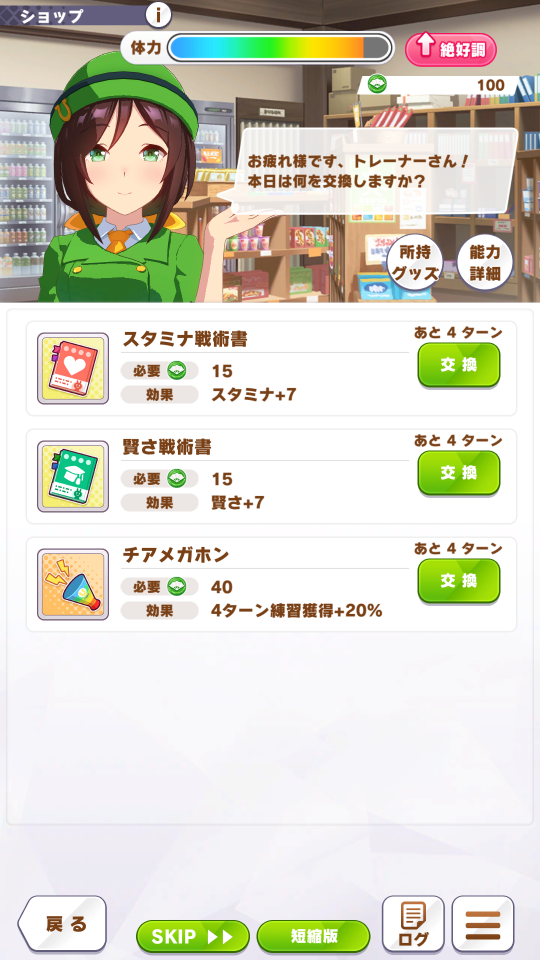 ショップ
i
体力
絶好調
100
お疲れ様です、トレーナーさん！
本日は何を交換しますか？
所持
グッズ
能力
詳細
スタミナ戦術書
あと 4 ターン
必要 15
交換
効果 スタミナ+7
賢さ戦術書
あと 4 ターン
必要 15
交換
効果 賢さ+7
チアメガホン
あと 4 ターン
必要 40
交換
効果 4ターン練習獲得+20%
戻る
SKIP
短縮版
ログ